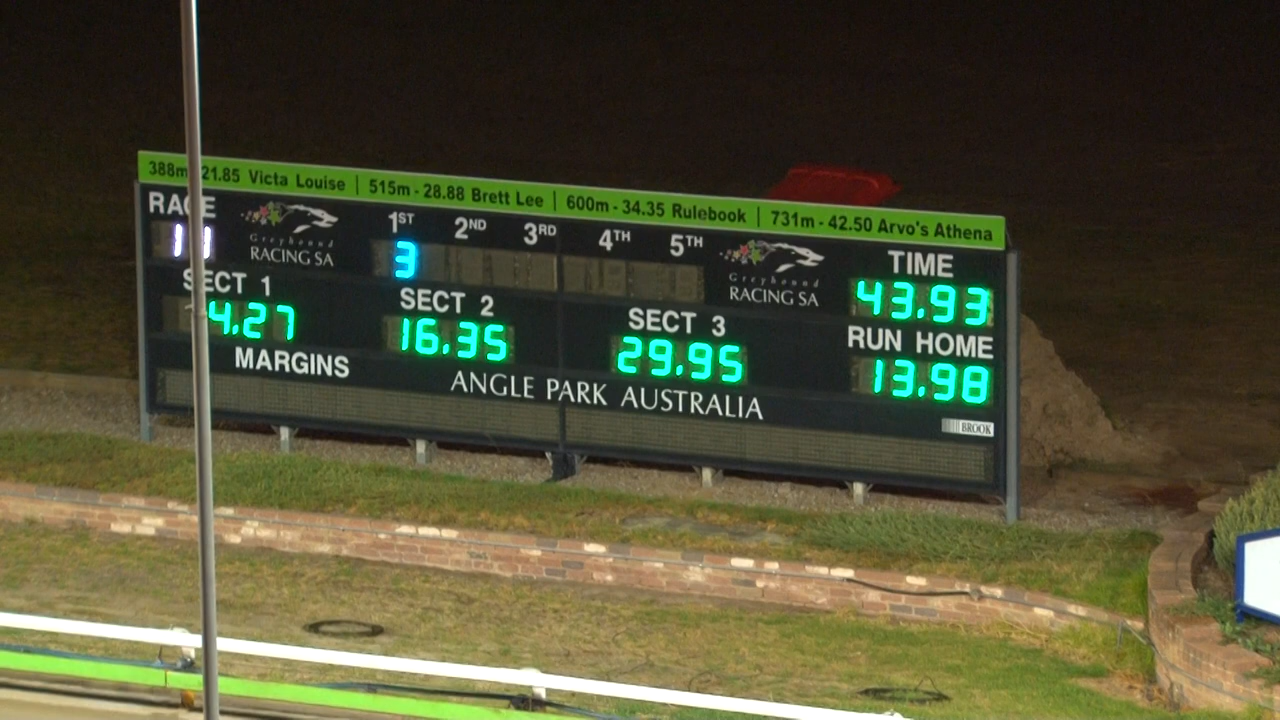 388m - 21.85 Victa Louise | 515m - 28.88 Brett Lee | 600m - 34.35 Rulebook | 731m - 42.50 Arvo's Athena
RACE 1ST 2ND 3RD 4TH 5TH TIME
11 Greyhound RACING SA 3 Greyhound RACING SA 43.93
SECT 1 SECT 2 SECT 3 RUN HOME
4.27 16.35 29.95 13.98
MARGINS
ANGLE PARK AUSTRALIA
BROOK